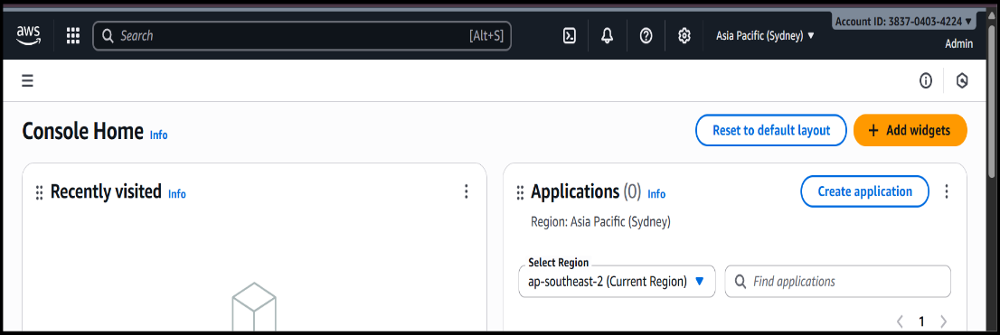 aws
Search [Alt+S]
Asia Pacific (Sydney) ▼
Account ID: 3837-0403-4224 ▼
Admin
Console Home Info
Reset to default layout
+ Add widgets
Recently visited Info
Applications (0) Info
Create application
Region: Asia Pacific (Sydney)
Select Region
ap-southeast-2 (Current Region) ▼
Find applications
< 1 >